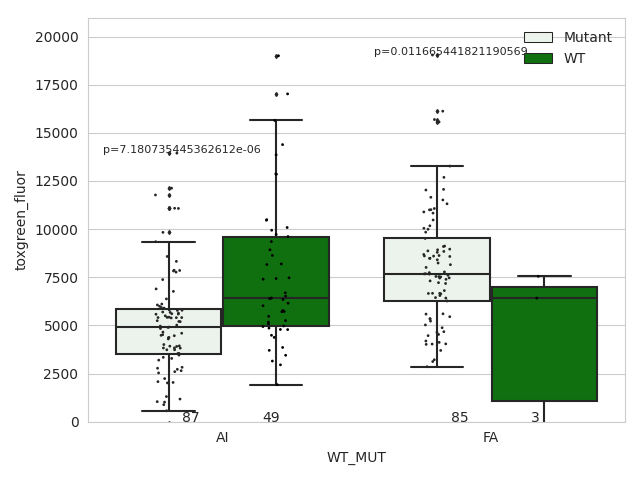 20000
17500
15000
12500
10000
7500
5000
2500
0
toxgreen_fluor
p=7.180735445362612e-06
p=0.011665441821190569
Mutant
WT
87
49
85
3
AI
FA
WT_MUT